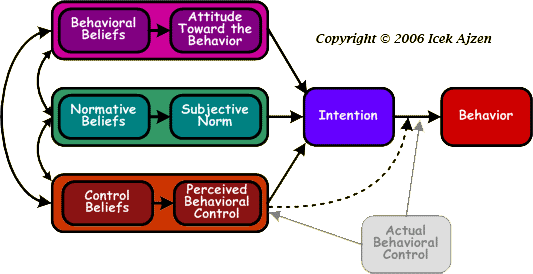 Behavioral
Beliefs
Attitude
Toward the
Behavior
Copyright © 2006 Icek Ajzen
Normative
Beliefs
Subjective
Norm
Intention
Behavior
Control
Beliefs
Perceived
Behavioral
Control
Actual
Behavioral
Control